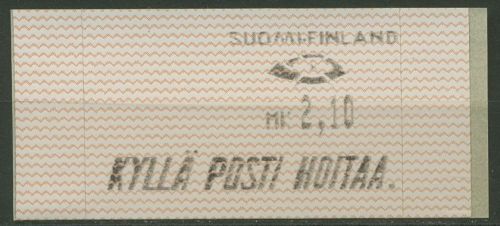 SUOMI-FINLAND
MK 2,10
KYLLÄ POSTI HOITAA.